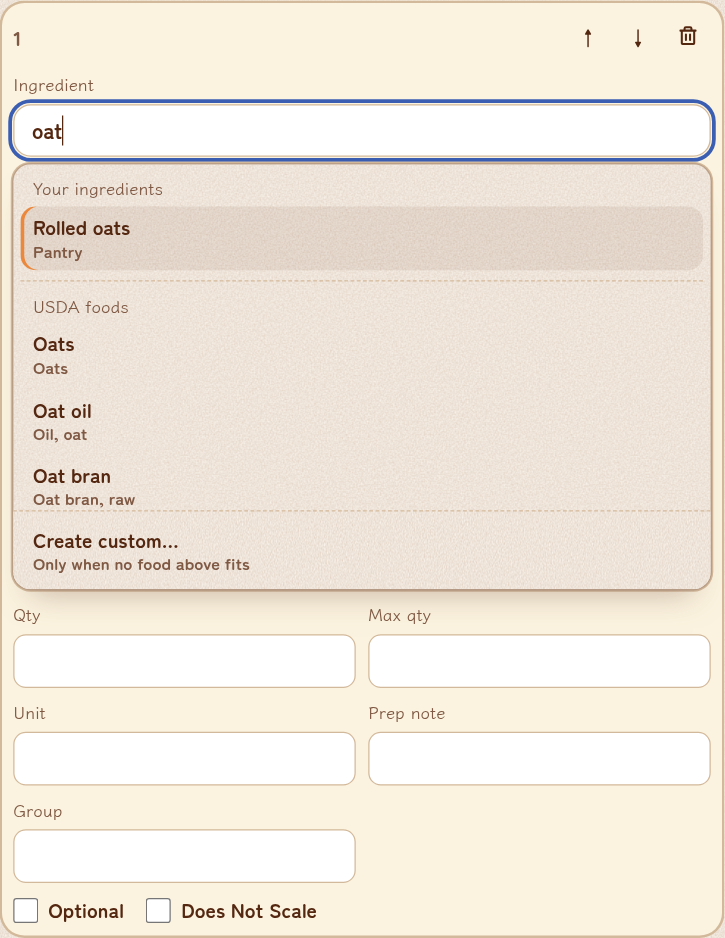 1
Ingredient
oat
Your ingredients
Rolled oats
Pantry
USDA foods
Oats
Oats
Oat oil
Oil, oat
Oat bran
Oat bran, raw
Create custom...
Only when no food above fits
Qty
Max qty
Unit
Prep note
Group
Optional
Does Not Scale